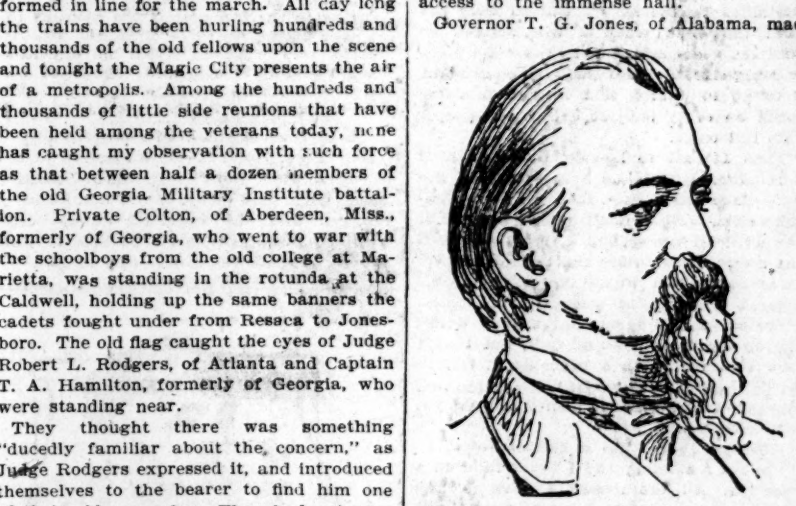 formed in line for the march. All day long
the trains have been hurling hundreds and
thousands of the old fellows upon the scene
and tonight the Magic City presents the air
of a metropolis. Among the hundreds and
thousands of little side reunions that have
been held among the veterans today, none
has caught my observation with such force
as that between half a dozen members of
the old Georgia Military Institute battal-
ion. Private Colton, of Aberdeen, Miss.,
formerly of Georgia, who went to war with
the schoolboys from the old college at Ma-
rietta, was standing in the rotunda at the
Caldwell, holding up the same banners the
cadets fought under from Resaca to Jones-
boro. The old flag caught the eyes of Judge
Robert L. Rodgers, of Atlanta and Captain
T. A. Hamilton, formerly of Georgia, who
were standing near.
They thought there was something
"ducedly familiar about the concern," as
Judge Rodgers expressed it, and introduced
themselves to the bearer to find him one
access to the immense hall.
Governor T. G. Jones, of Alabama,